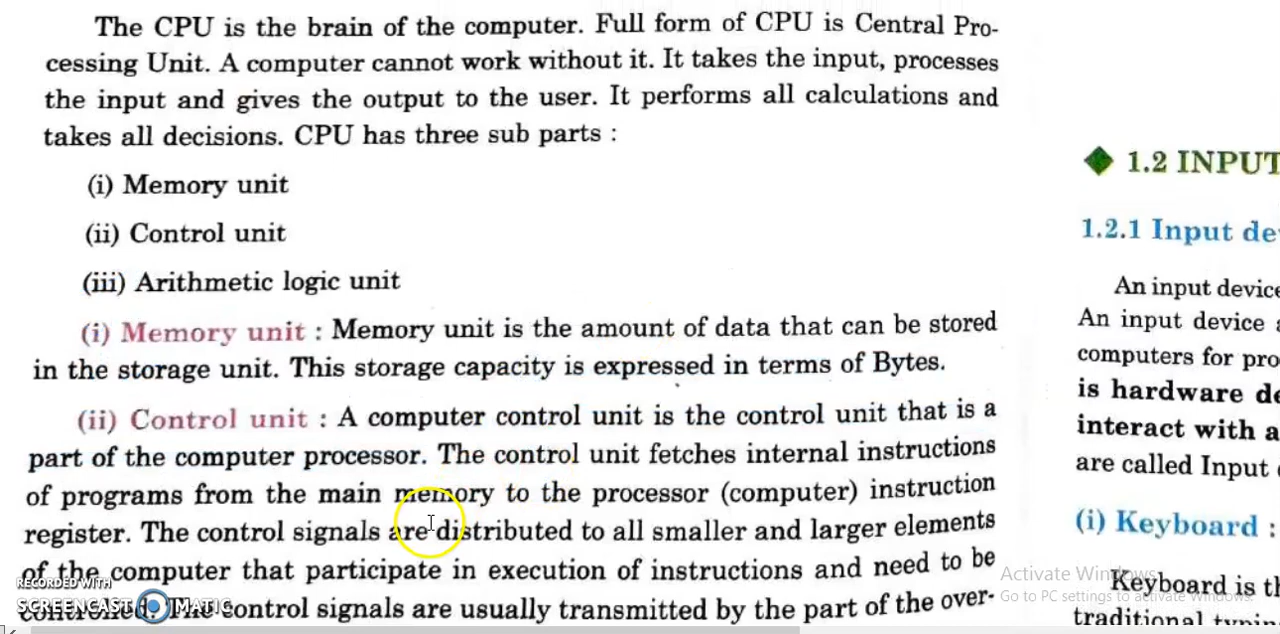 The CPU is the brain of the computer. Full form of CPU is Central Pro-
cessing Unit. A computer cannot work without it. It takes the input, processes
the input and gives the output to the user. It performs all calculations and
takes all decisions. CPU has three sub parts :
(i) Memory unit
(ii) Control unit
(iii) Arithmetic logic unit
(i) Memory unit : Memory unit is the amount of data that can be stored
in the storage unit. This storage capacity is expressed in terms of Bytes.
(ii) Control unit : A computer control unit is the control unit that is a
part of the computer processor. The control unit fetches internal instructions
of programs from the main memory to the processor (computer) instruction
register. The control signals are distributed to all smaller and larger elements
of the computer that participate in execution of instructions and need to be
controlled. The control signals are usually transmitted by the part of the over-
1.2 INPUT
1.2.1 Input de
An input device
An input device a
computers for pro
is hardware de
interact with a
are called Input
(i) Keyboard :
Keyboard is th
traditional typin
Activate Windows
Go to PC settings to activate Windows.
RECORDED WITH
SCREENCAST MATIC